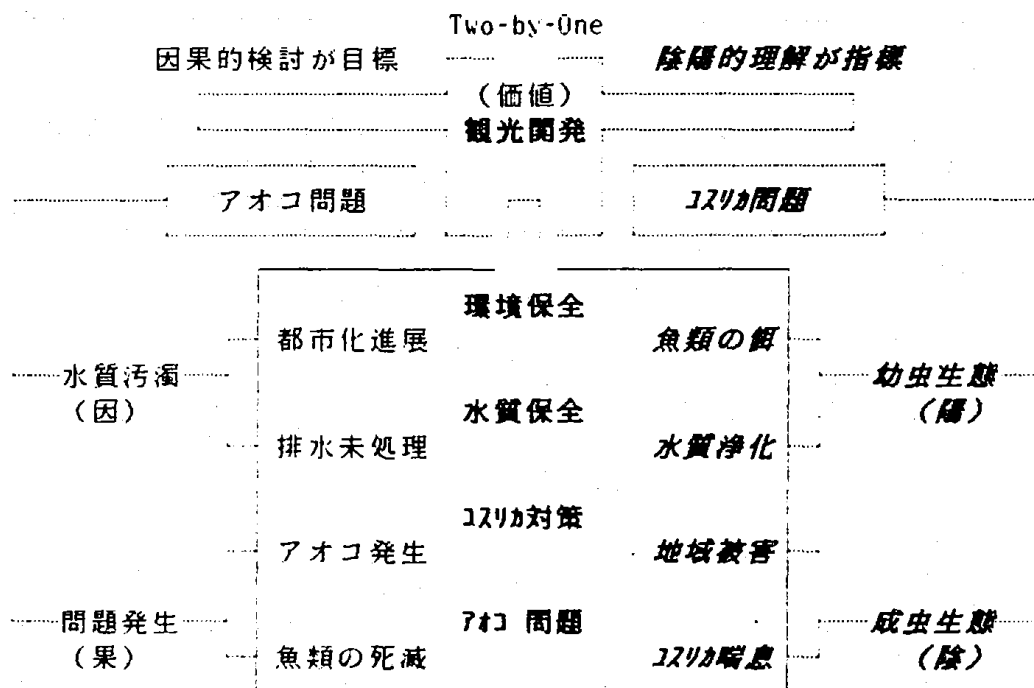 Two-by-One
因果的検討が目標 陰陽的理解が指標
(価値)
観光開発
アオコ問題 ユスリカ問題
環境保全
都市化進展 魚類の餌
水質汚濁 幼虫生態
(因) 水質保全 (陽)
排水未処理 水質浄化
ユスリカ対策
アオコ発生 地域被害
問題発生 アオコ 問題 成虫生態
(果) 魚類の死滅 ユスリカ喘息 (陰)